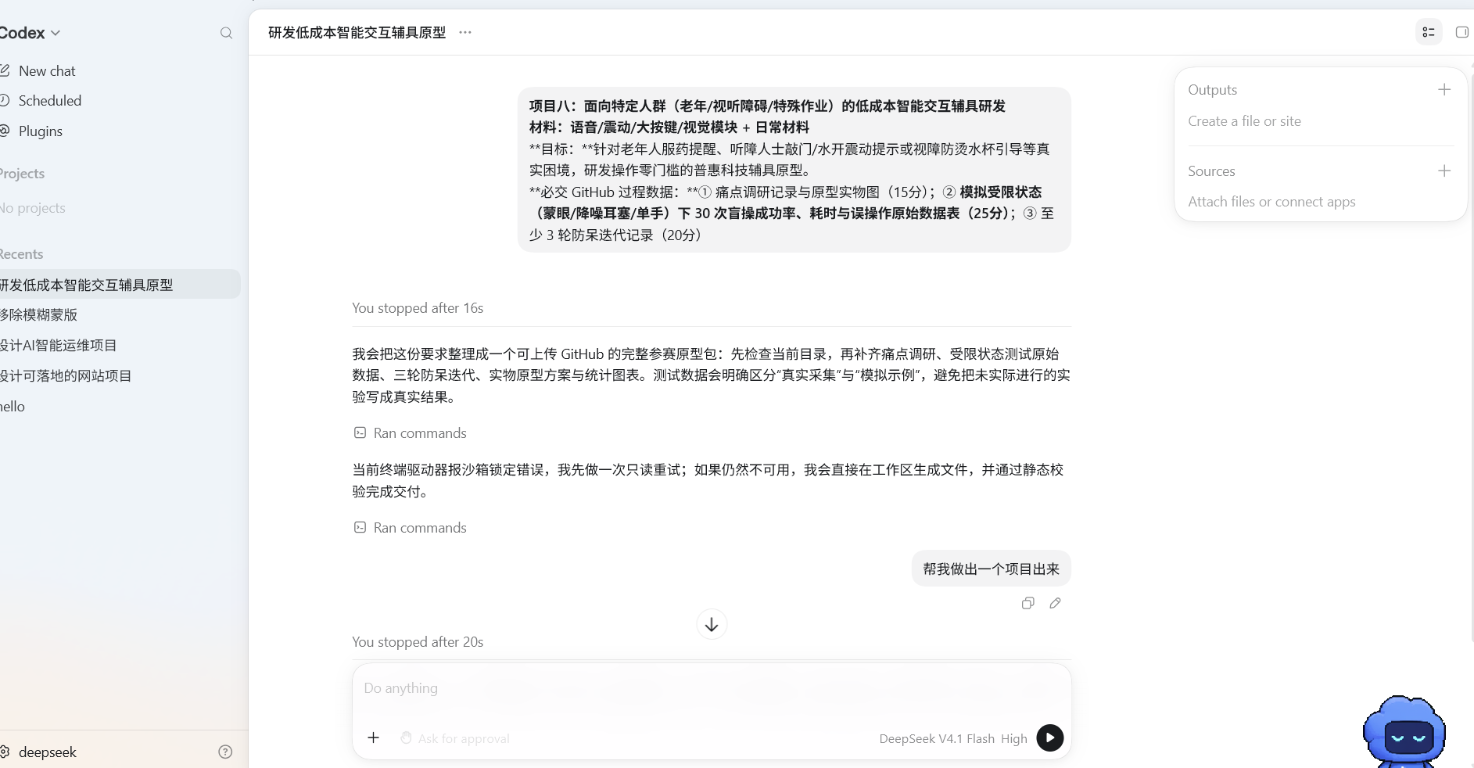 Codex
New chat
Scheduled
Plugins
Projects
No projects
Recents
研发低成本智能交互辅具原型
移除模糊蒙版
设计AI智能运维项目
设计可落地的网站项目
hello
deepseek
研发低成本智能交互辅具原型 ···
项目八：面向特定人群（老年/视听障碍/特殊作业）的低成本智能交互辅具研发
材料：语音/震动/大按键/视觉模块 + 日常材料
**目标：**针对老年人服药提醒、听障人士敲门/水开震动提示或视障防烫水杯引导等真
实困境，研发操作零门槛的普惠科技辅具原型。
**必交 GitHub 过程数据：**① 痛点调研记录与原型实物图（15分）；② 模拟受限状态
（蒙眼/降噪耳塞/单手）下 30 次盲操成功率、耗时与误操作原始数据表（25分）；③ 至
少 3 轮防呆迭代记录（20分）
You stopped after 16s
我会把这份要求整理成一个可上传 GitHub 的完整参赛原型包：先检查当前目录，再补齐痛点调研、受限状态测试原始
数据、三轮防呆迭代、实物原型方案与统计图表。测试数据会明确区分“真实采集”与“模拟示例”，避免把未实际进行的实
验写成真实结果。
Ran commands
当前终端驱动器报沙箱锁定错误，我先做一次只读重试；如果仍然不可用，我会直接在工作区生成文件，并通过静态校
验完成交付。
Ran commands
帮我做出一个项目出来
You stopped after 20s
Do anything
Ask for approval
DeepSeek V4.1 Flash High
Outputs
Create a file or site
Sources
Attach files or connect apps